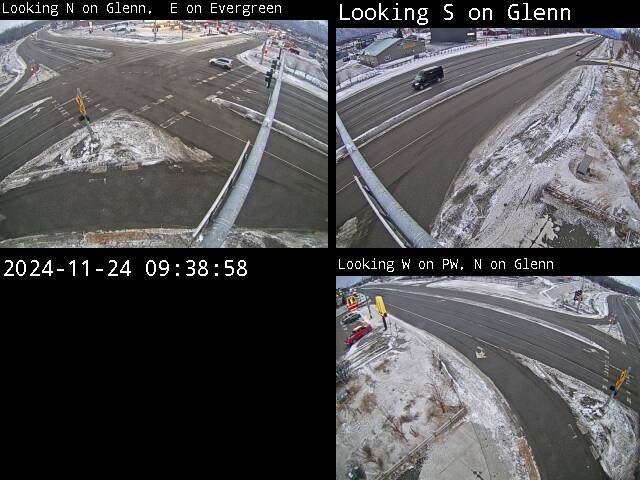 Looking N on Glenn,  E on Evergreen
Looking S on Glenn
2024-11-24 09:38:58
Looking W on PW, N on Glenn